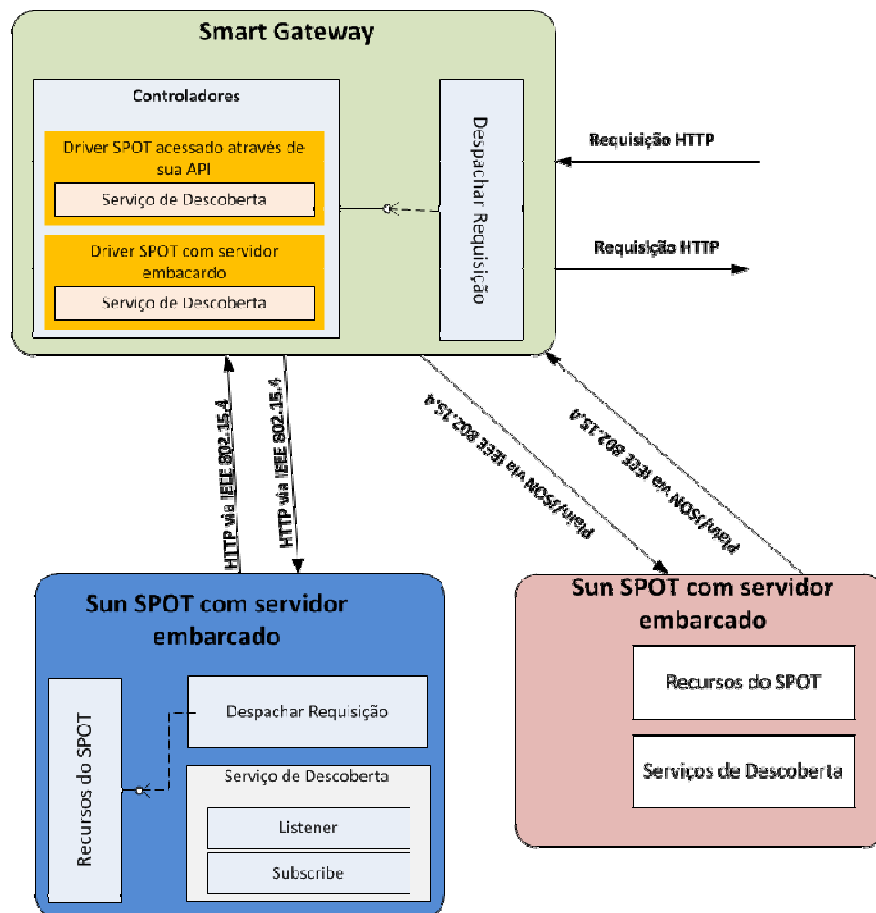 Smart Gateway
Controladores
Driver SPOT acessado através de
sua API
Serviço de Descoberta
Driver SPOT com servidor
embacardo
Serviço de Descoberta
Despachar Requisição
Requisição HTTP
Requisição HTTP
HTTP via IEEE 802.15.4
HTTP via IEEE 802.15.4
Plain/JSON via IEEE 802.15.4
Plain/JSON via IEEE 802.15.4
Sun SPOT com servidor
embarcado
Recursos do SPOT
Despachar Requisição
Serviço de Descoberta
Listener
Subscribe
Sun SPOT com servidor
embarcado
Recursos do SPOT
Serviços de Descoberta